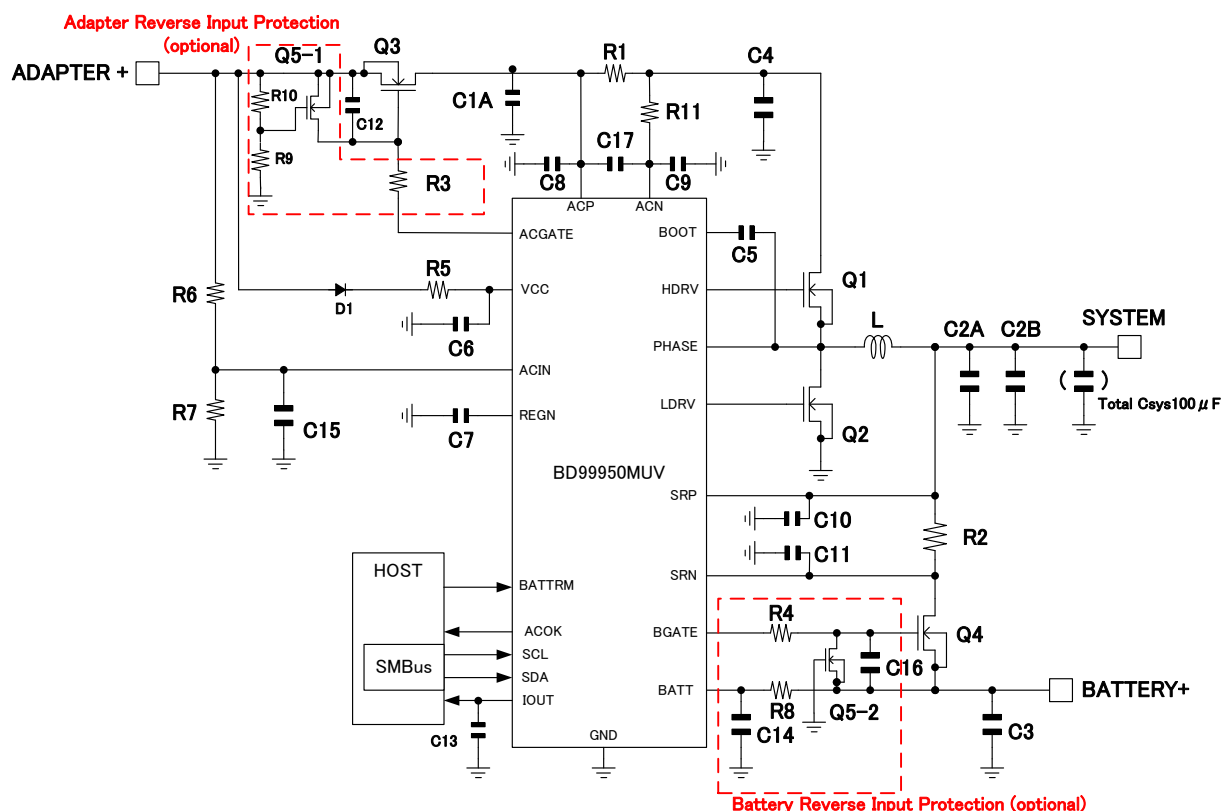 Adapter Reverse Input Protection
(optional)
ADAPTER +
Q5-1
Q3
R10
R9
C12
R3
C1A
R1
R11
C4
C8
C17
C9
ACP
ACN
ACGATE
BOOT
C5
R6
D1
R5
VCC
C6
HDRV
Q1
PHASE
L
C2A
C2B
SYSTEM
( )
Total Csys100μF
ACIN
R7
C15
REGN
C7
LDRV
Q2
BD99950MUV
SRP
C10
R2
C11
SRN
HOST
BATTRM
ACOK
SMBus
SCL
SDA
IOUT
C13
GND
BGATE
R4
Q4
C16
BATT
R8
Q5-2
C14
BATTERY+
C3
Battery Reverse Input Protection (optional)